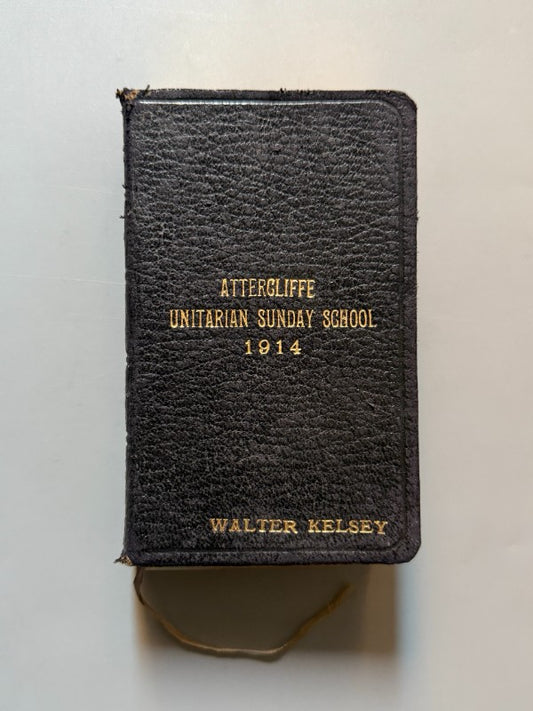 ATTERCLIFFE
UNITARIAN SUNDAY SCHOOL
1914
WALTER KELSEY